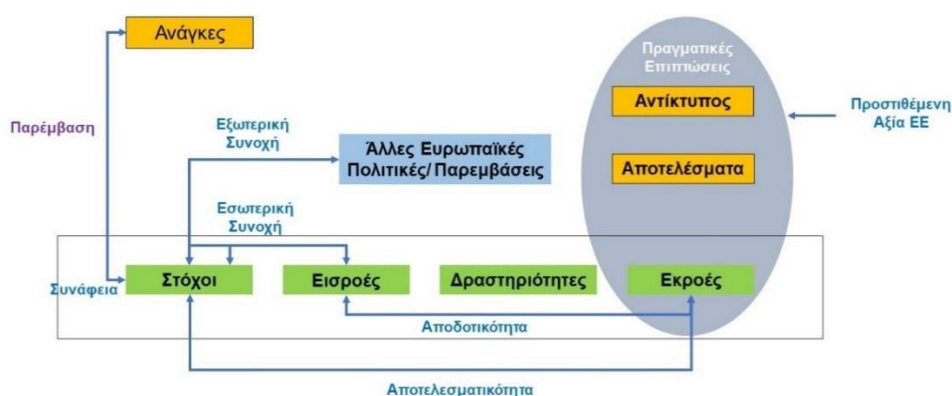 Ανάγκες
Πραγματικές
Επιπτώσεις
Αντίκτυπος
Προστιθέμενη
Αξία ΕΕ
Παρέμβαση
Εξωτερική
Συνοχή
Άλλες Ευρωπαϊκές
Πολιτικές/ Παρεμβάσεις
Αποτελέσματα
Εσωτερική
Συνοχή
Συνάφεια
Στόχοι
Εισροές
Δραστηριότητες
Εκροές
Αποδοτικότητα
Αποτελεσματικότητα